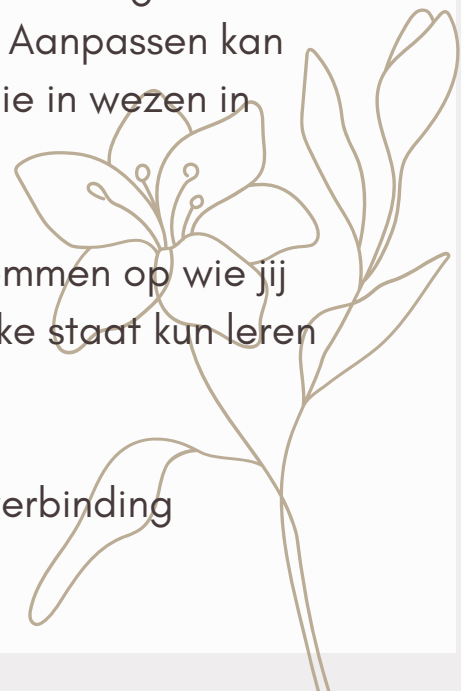 Aanpassen kan
ie in wezen in
mmen op wie jij
ke staat kun leren
erbinding